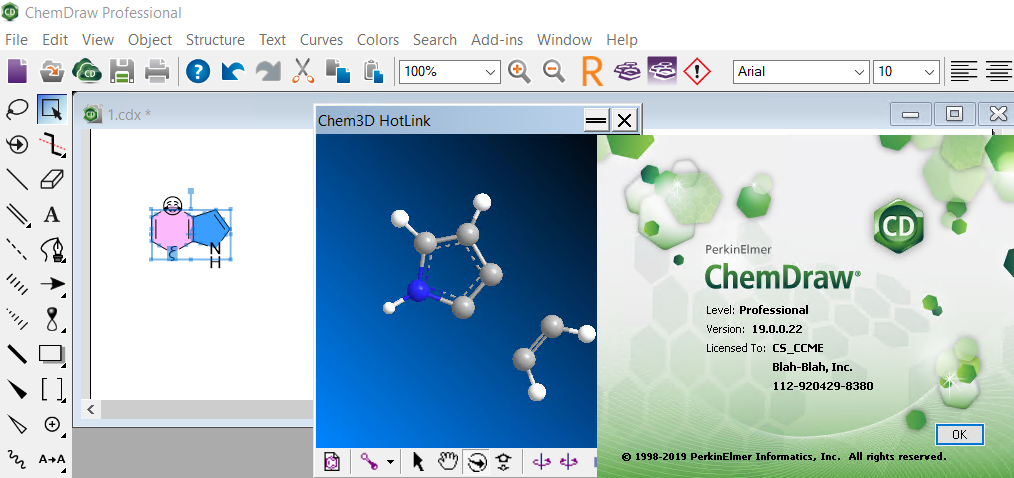 ChemDraw Professional
File Edit View Object Structure Text Curves Colors Search Add-ins Window Help
100%
Arial
10
1.cdx *
Chem3D HotLink
N
H
A
A→A
CD
PerkinElmer
ChemDraw®
Level: Professional
Version: 19.0.0.22
Licensed To: CS_CCME
Blah-Blah, Inc.
112-920429-8380
OK
© 1998-2019 PerkinElmer Informatics, Inc. All rights reserved.